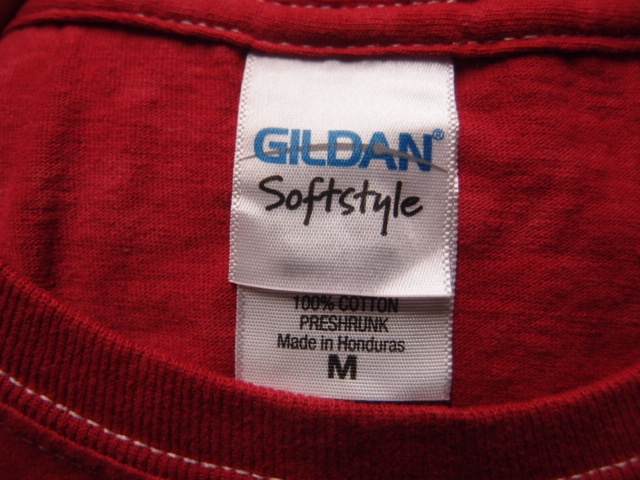 GILDAN®
Softstyle
100% COTTON
PRESHRUNK
Made in Honduras
M